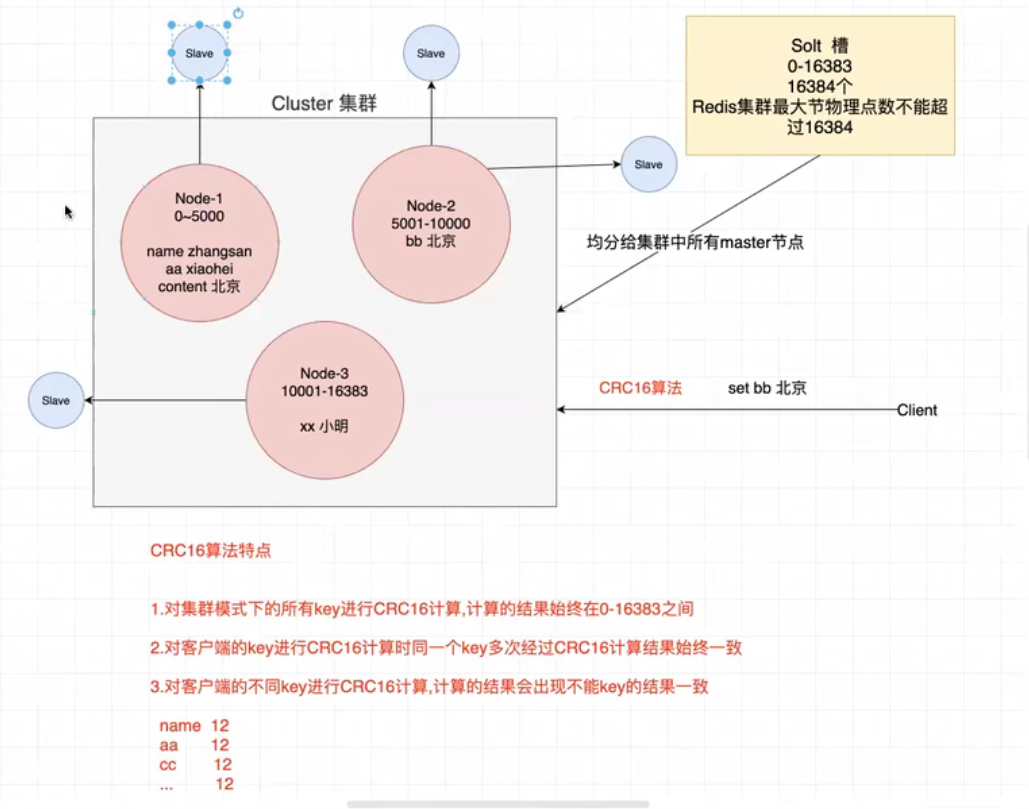 Slave
Slave
Cluster 集群
Solt 槽
0-16383
16384个
Redis集群最大节物理点数不能超
过16384
Slave
Node-1
0~5000
name zhangsan
aa xiaohei
content 北京
Node-2
5001-10000
bb 北京
均分给集群中所有master节点
Node-3
10001-16383
xx 小明
Slave
CRC16算法 set bb 北京
Client
CRC16算法特点
1.对集群模式下的所有key进行CRC16计算,计算的结果始终在0-16383之间
2.对客户端的key进行CRC16计算时同一个key多次经过CRC16计算结果始终一致
3.对客户端的不同key进行CRC16计算,计算的结果会出现不能key的结果一致
name 12
aa 12
cc 12
... 12